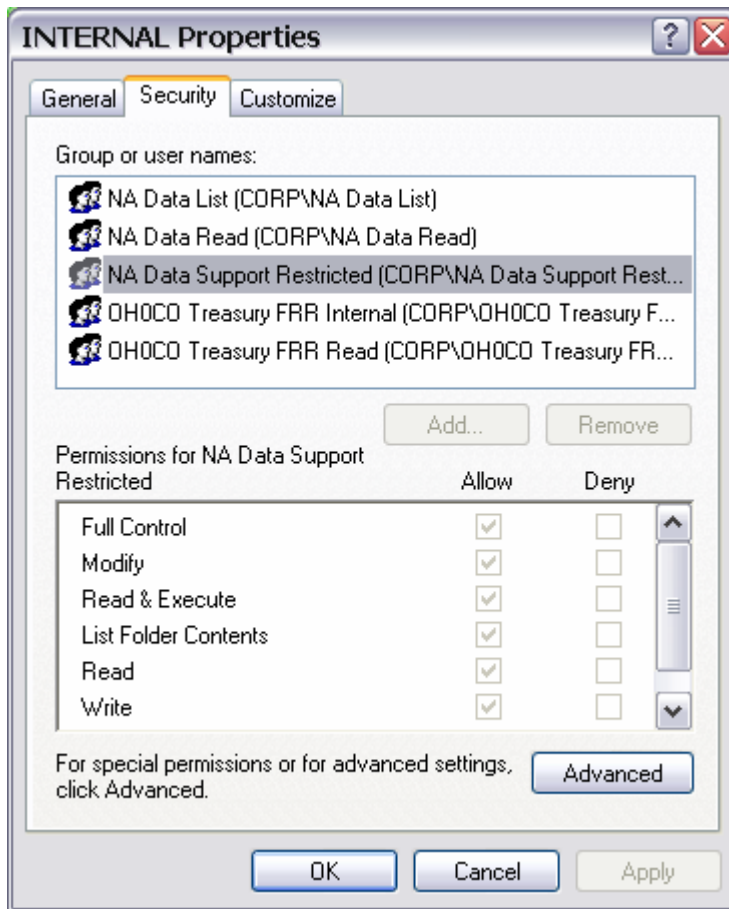 INTERNAL Properties
General Security Customize
Group or user names:
NA Data List (CORP\NA Data List)
NA Data Read (CORP\NA Data Read)
NA Data Support Restricted (CORP\NA Data Support Rest...
OH0CO Treasury FRR Internal (CORP\OH0CO Treasury F...
OH0CO Treasury FRR Read (CORP\OH0CO Treasury FR...
Add... Remove
Permissions for NA Data Support
Restricted Allow Deny
Full Control
Modify
Read & Execute
List Folder Contents
Read
Write
For special permissions or for advanced settings,
click Advanced.
Advanced
OK Cancel Apply